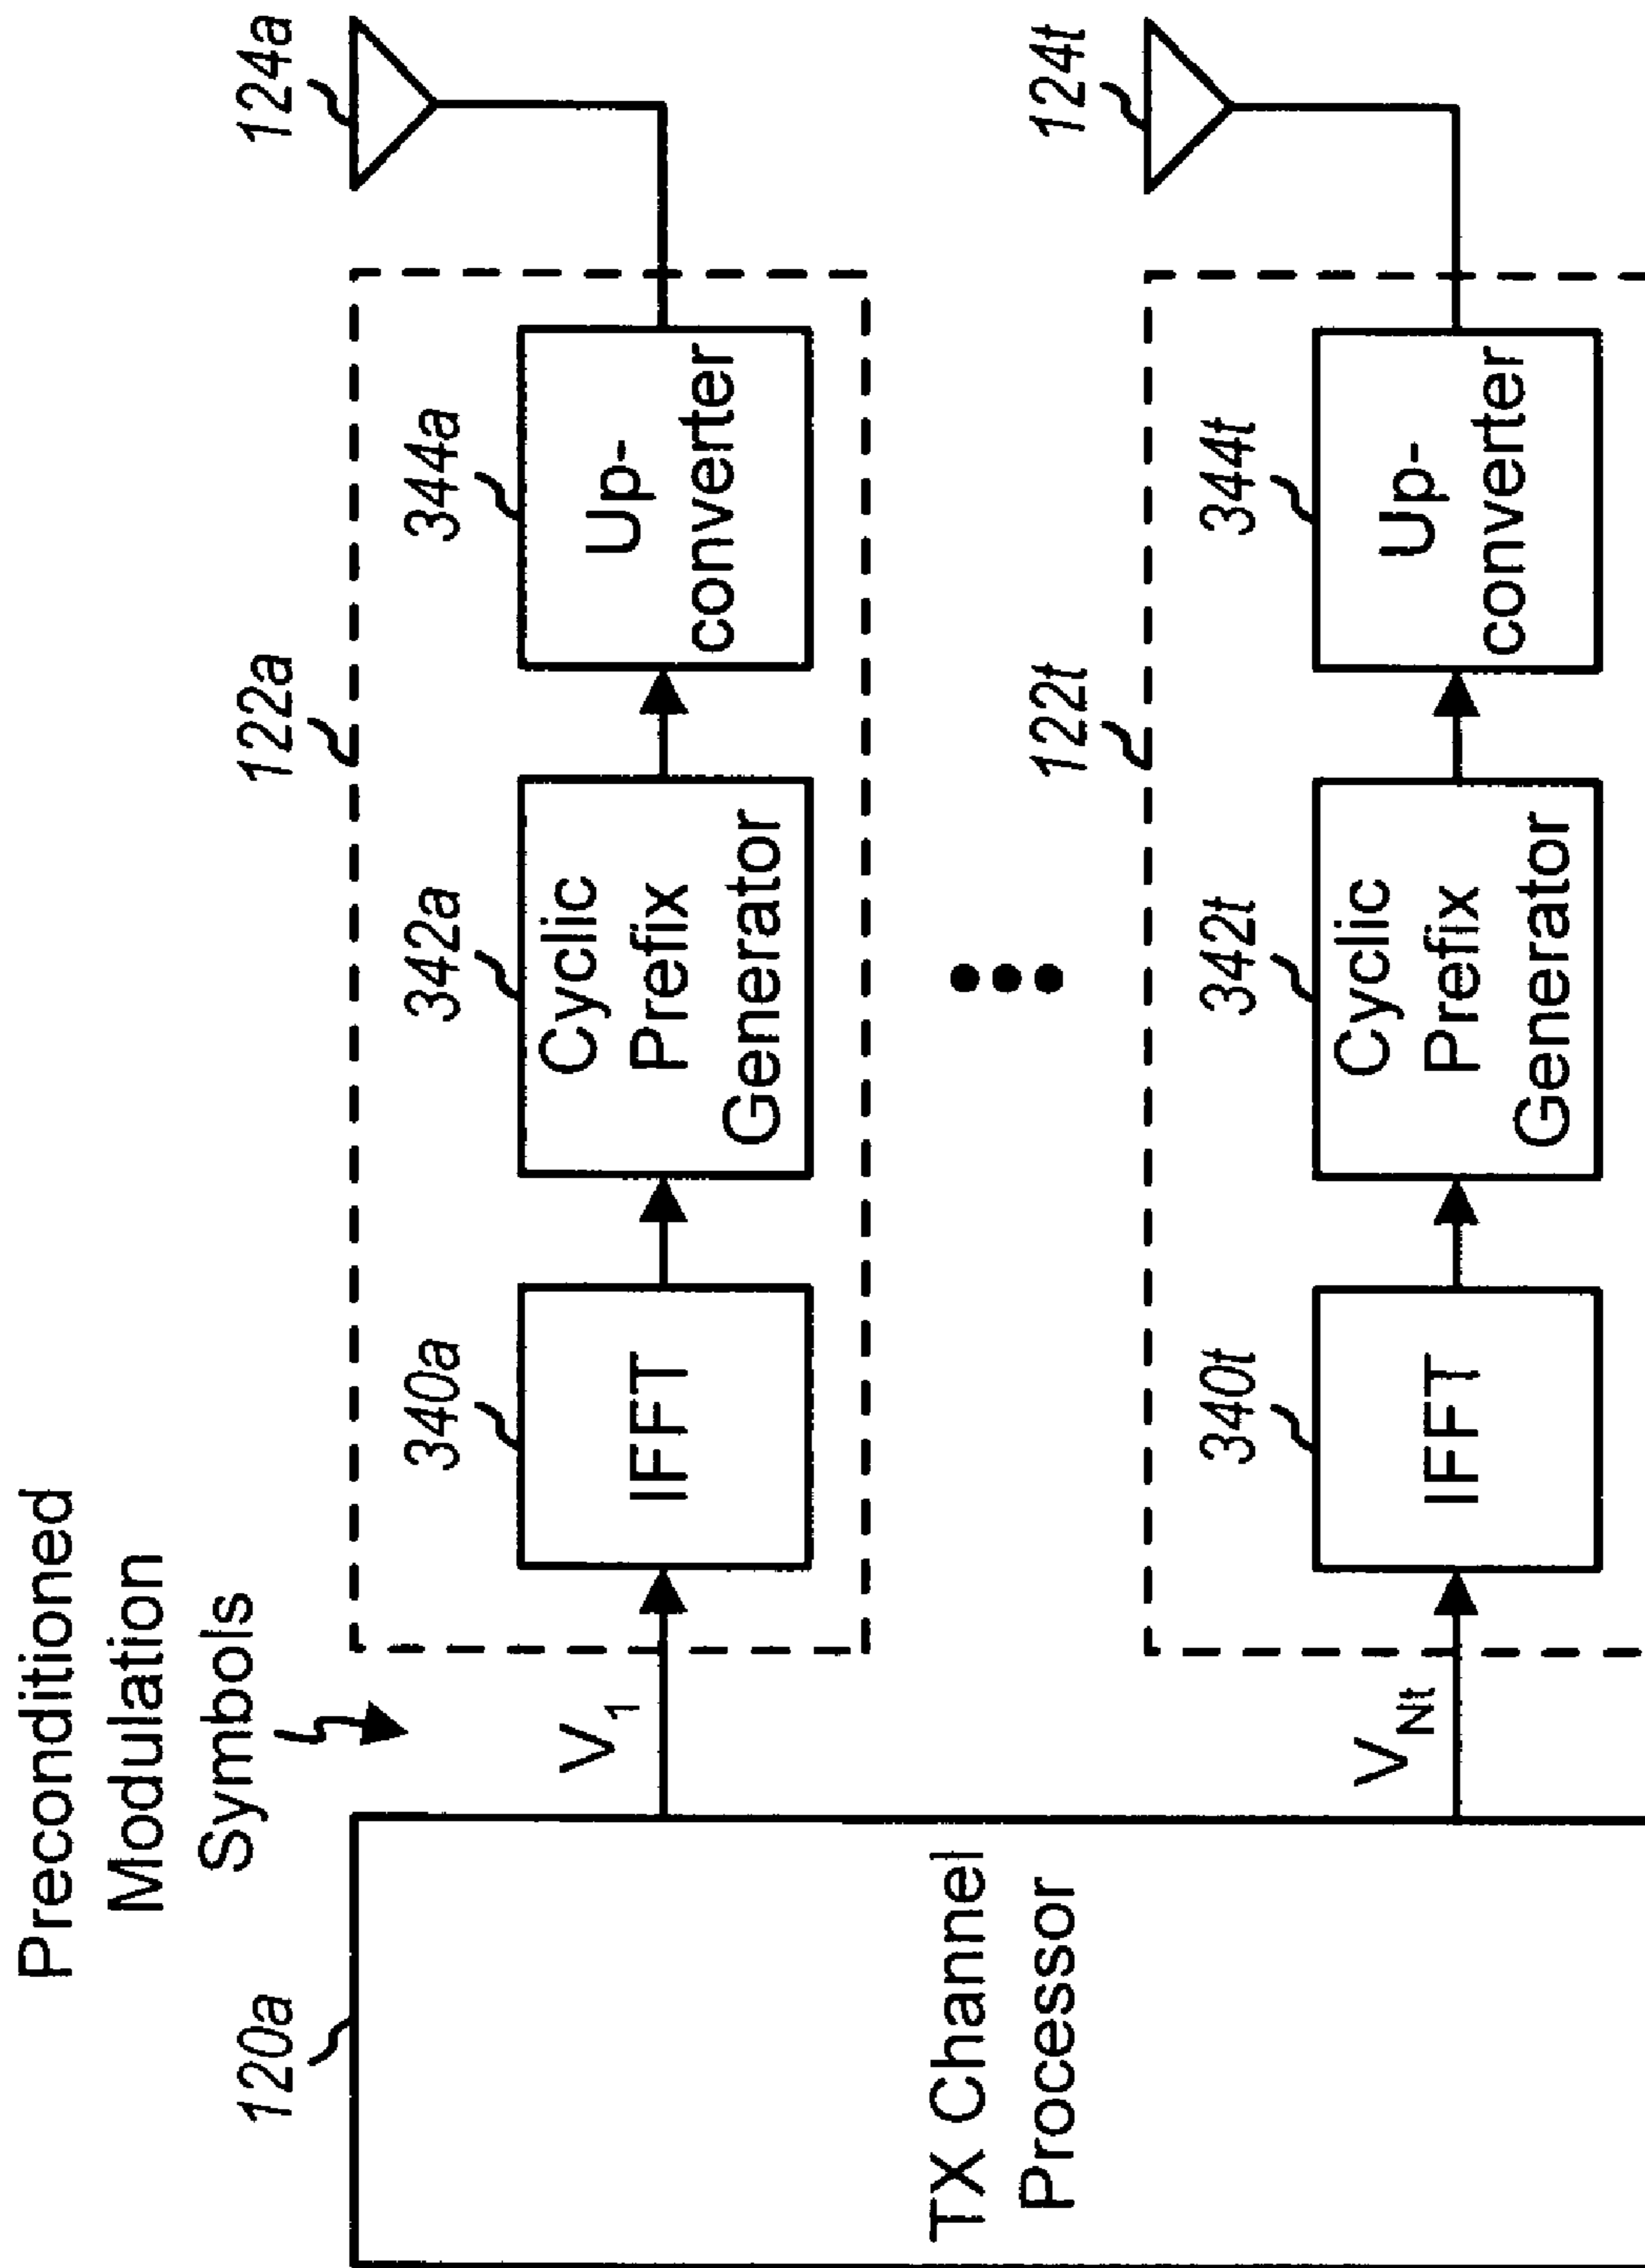 Preconditioned
Modulation
Symbols
120a
TX Channel
Processor
V1
122a
340a
IFFT
342a
Cyclic
Prefix
Generator
344a
Up-
converter
124a
VNt
122t
340t
IFFT
342t
Cyclic
Prefix
Generator
344t
Up-
converter
124t